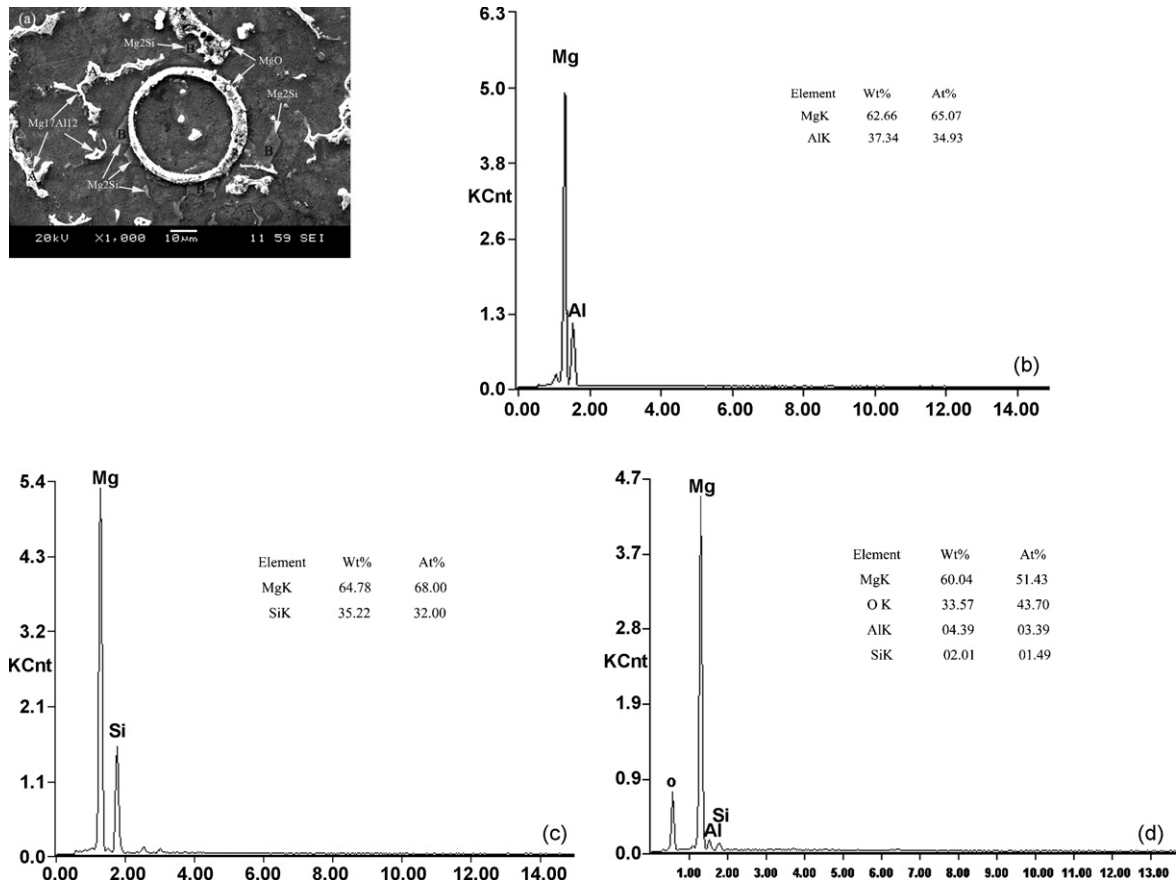 (a)
Mg2Si
B
C
MgO
A
C
Mg2Si
Mg17Al12
B
B
A
Mg2Si
B
20kV X1,000 10µm 11 59 SEI
6.3
5.0
3.8
KCnt
2.6
1.3
0.0
Mg
Al
Element Wt% At%
MgK 62.66 65.07
AlK 37.34 34.93
(b)
0.00 2.00 4.00 6.00 8.00 10.00 12.00 14.00
5.4
4.3
3.2
KCnt
2.1
1.1
0.0
Mg
Si
Element Wt% At%
MgK 64.78 68.00
SiK 35.22 32.00
(c)
0.00 2.00 4.00 6.00 8.00 10.00 12.00 14.00
4.7
3.7
2.8
KCnt
1.9
0.9
0.0
Mg
O
Si
Al
Element Wt% At%
MgK 60.04 51.43
O K 33.57 43.70
AlK 04.39 03.39
SiK 02.01 01.49
(d)
1.00 2.00 3.00 4.00 5.00 6.00 7.00 8.00 9.00 10.00 11.00 12.00 13.00